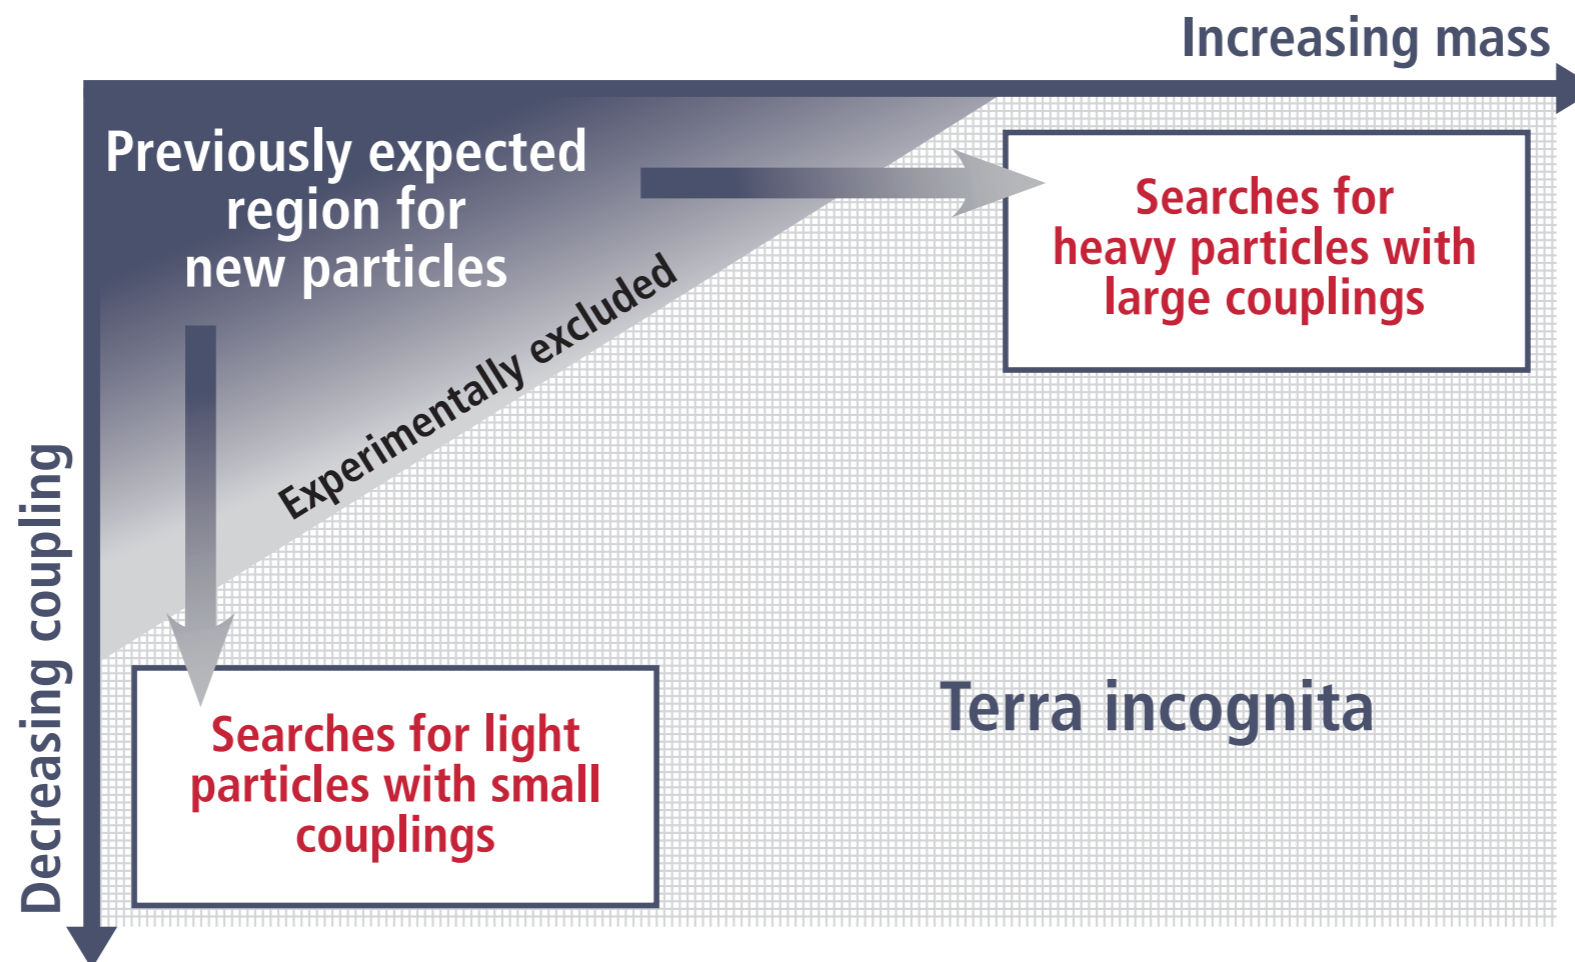 Increasing mass
Previously expected
region for
new particles
Searches for
heavy particles with
large couplings
Experimentally excluded
Decreasing coupling
Terra incognita
Searches for light
particles with small
couplings